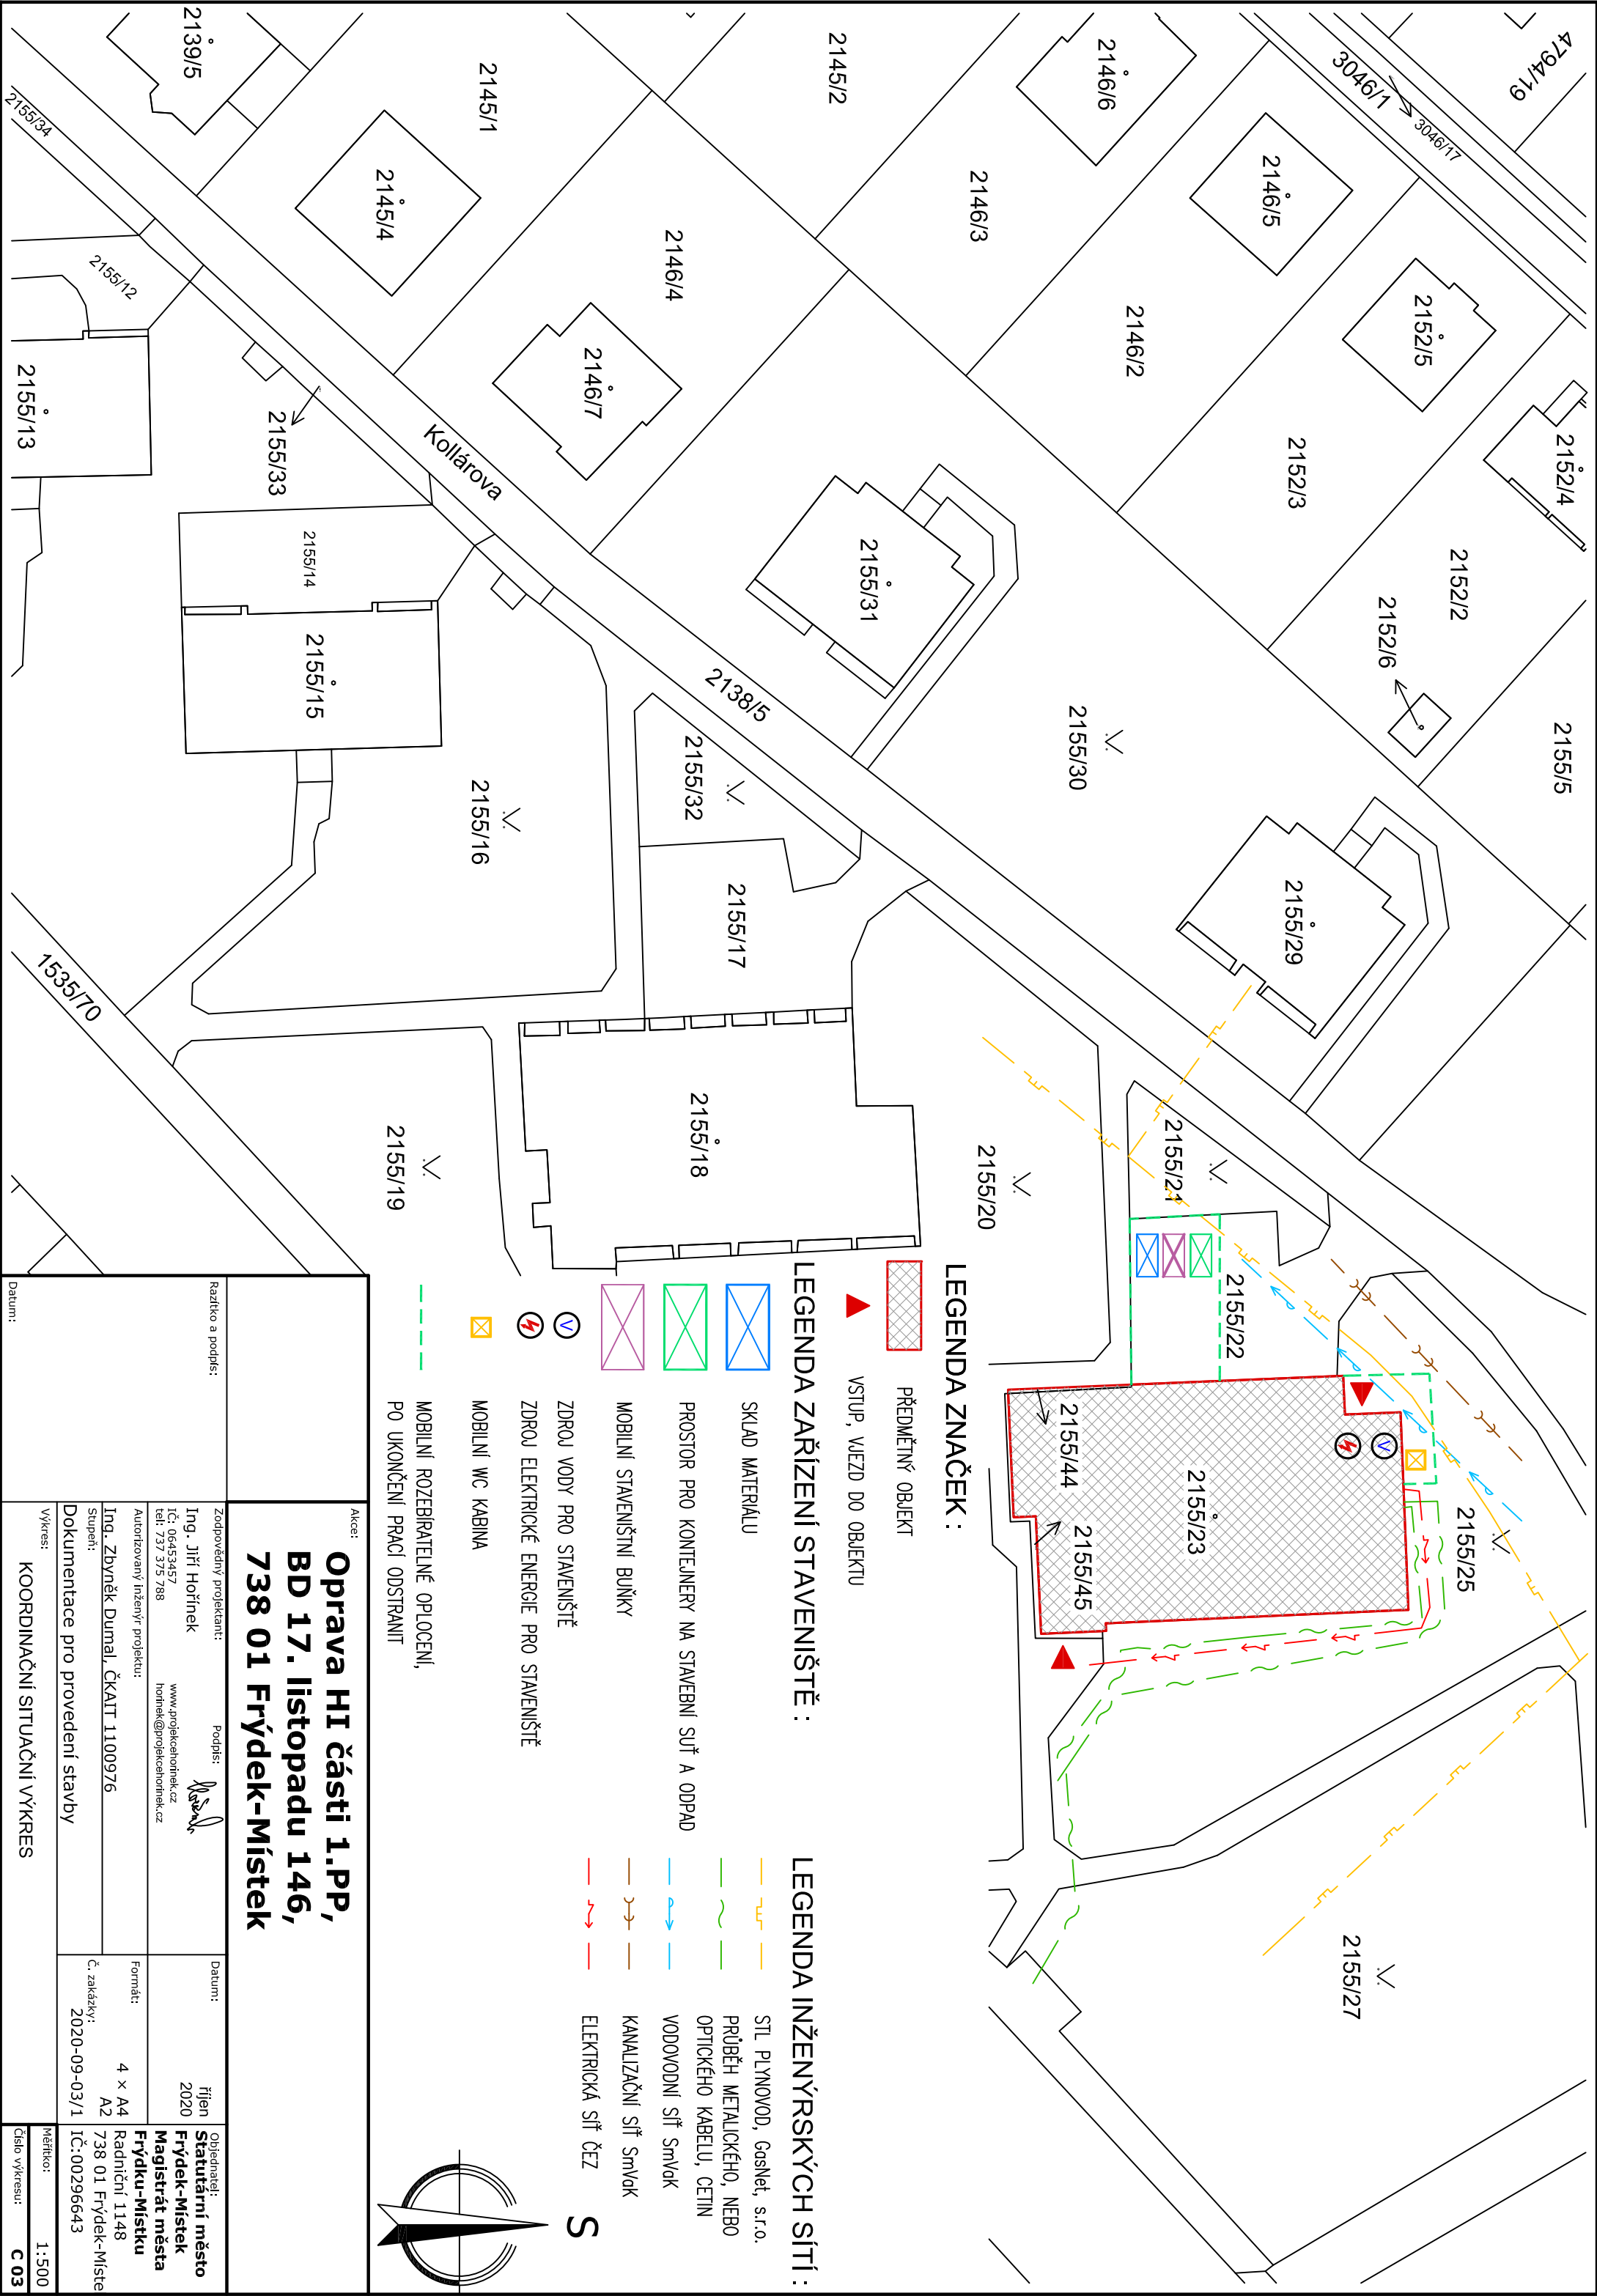 4794/19
3046/1
3046/17
2139/5
2155/34
2145/1
2145/2
2146/6
2145/4
2146/5
2146/3
2146/4
2155/12
2146/2
2152/5
2146/7
2155/13
2155/33
Kollárova
2152/3
2152/4
2155/14
2155/31
2152/2
2152/6
2155/15
2138/5
2155/30
2155/5
2155/32
2155/16
2155/17
2155/29
1535/70
2155/18
2155/19
2155/20
2155/21
2155/22
2155/44
2155/23
2155/45
2155/25
2155/27
V
LEGENDA ZNAČEK :
PŘEDMĚTNÝ OBJEKT
VSTUP, VJEZD DO OBJEKTU
LEGENDA ZAŘÍZENÍ STAVENIŠTĚ :
SKLAD MATERIÁLU
PROSTOR PRO KONTEJNERY NA STAVEBNÍ SUŤ A ODPAD
MOBILNÍ STAVENIŠTNÍ BUŇKY
V
ZDROJ VODY PRO STAVENIŠTĚ
ZDROJ ELEKTRICKÉ ENERGIE PRO STAVENIŠTĚ
MOBILNÍ WC KABINA
MOBILNÍ ROZEBÍRATELNÉ OPLOCENÍ,
PO UKONČENÍ PRACÍ ODSTRANIT
LEGENDA INŽENÝRSKÝCH SÍTÍ :
STL PLYNOVOD, GasNet, s.r.o.
PRŮBĚH METALICKÉHO, NEBO
OPTICKÉHO KABELU, CETIN
VODOVODNÍ SÍŤ SmVaK
KANALIZAČNÍ SÍŤ SmVaK
ELEKTRICKÁ SÍŤ ČEZ
S
Akce:
Oprava HI části 1.PP,
BD 17. listopadu 146,
738 01 Frýdek-Místek
Razítko a podpis:
Datum:
Zodpovědný projektant:
Podpis:
Ing. Jiří Hořínek
IČ: 06453457
tel: 737 375 788
www.projekcehorinek.cz
horinek@projekcehorinek.cz
Autorizovaný inženýr projektu:
Ing. Zbyněk Dumal, ČKAIT 1100976
Stupeň:
Dokumentace pro provedení stavby
Výkres:
KOORDINAČNÍ SITUAČNÍ VÝKRES
Datum:
říjen
2020
Formát:
4 × A4
A2
Č. zakázky:
2020-09-03/1
Objednatel:
Statutární město
Frýdek-Místek
Magistrát města
Frýdku-Místku
Radniční 1148
738 01 Frýdek-Míste
IČ:00296643
Měřítko:
1:500
Číslo výkresu:
C 03